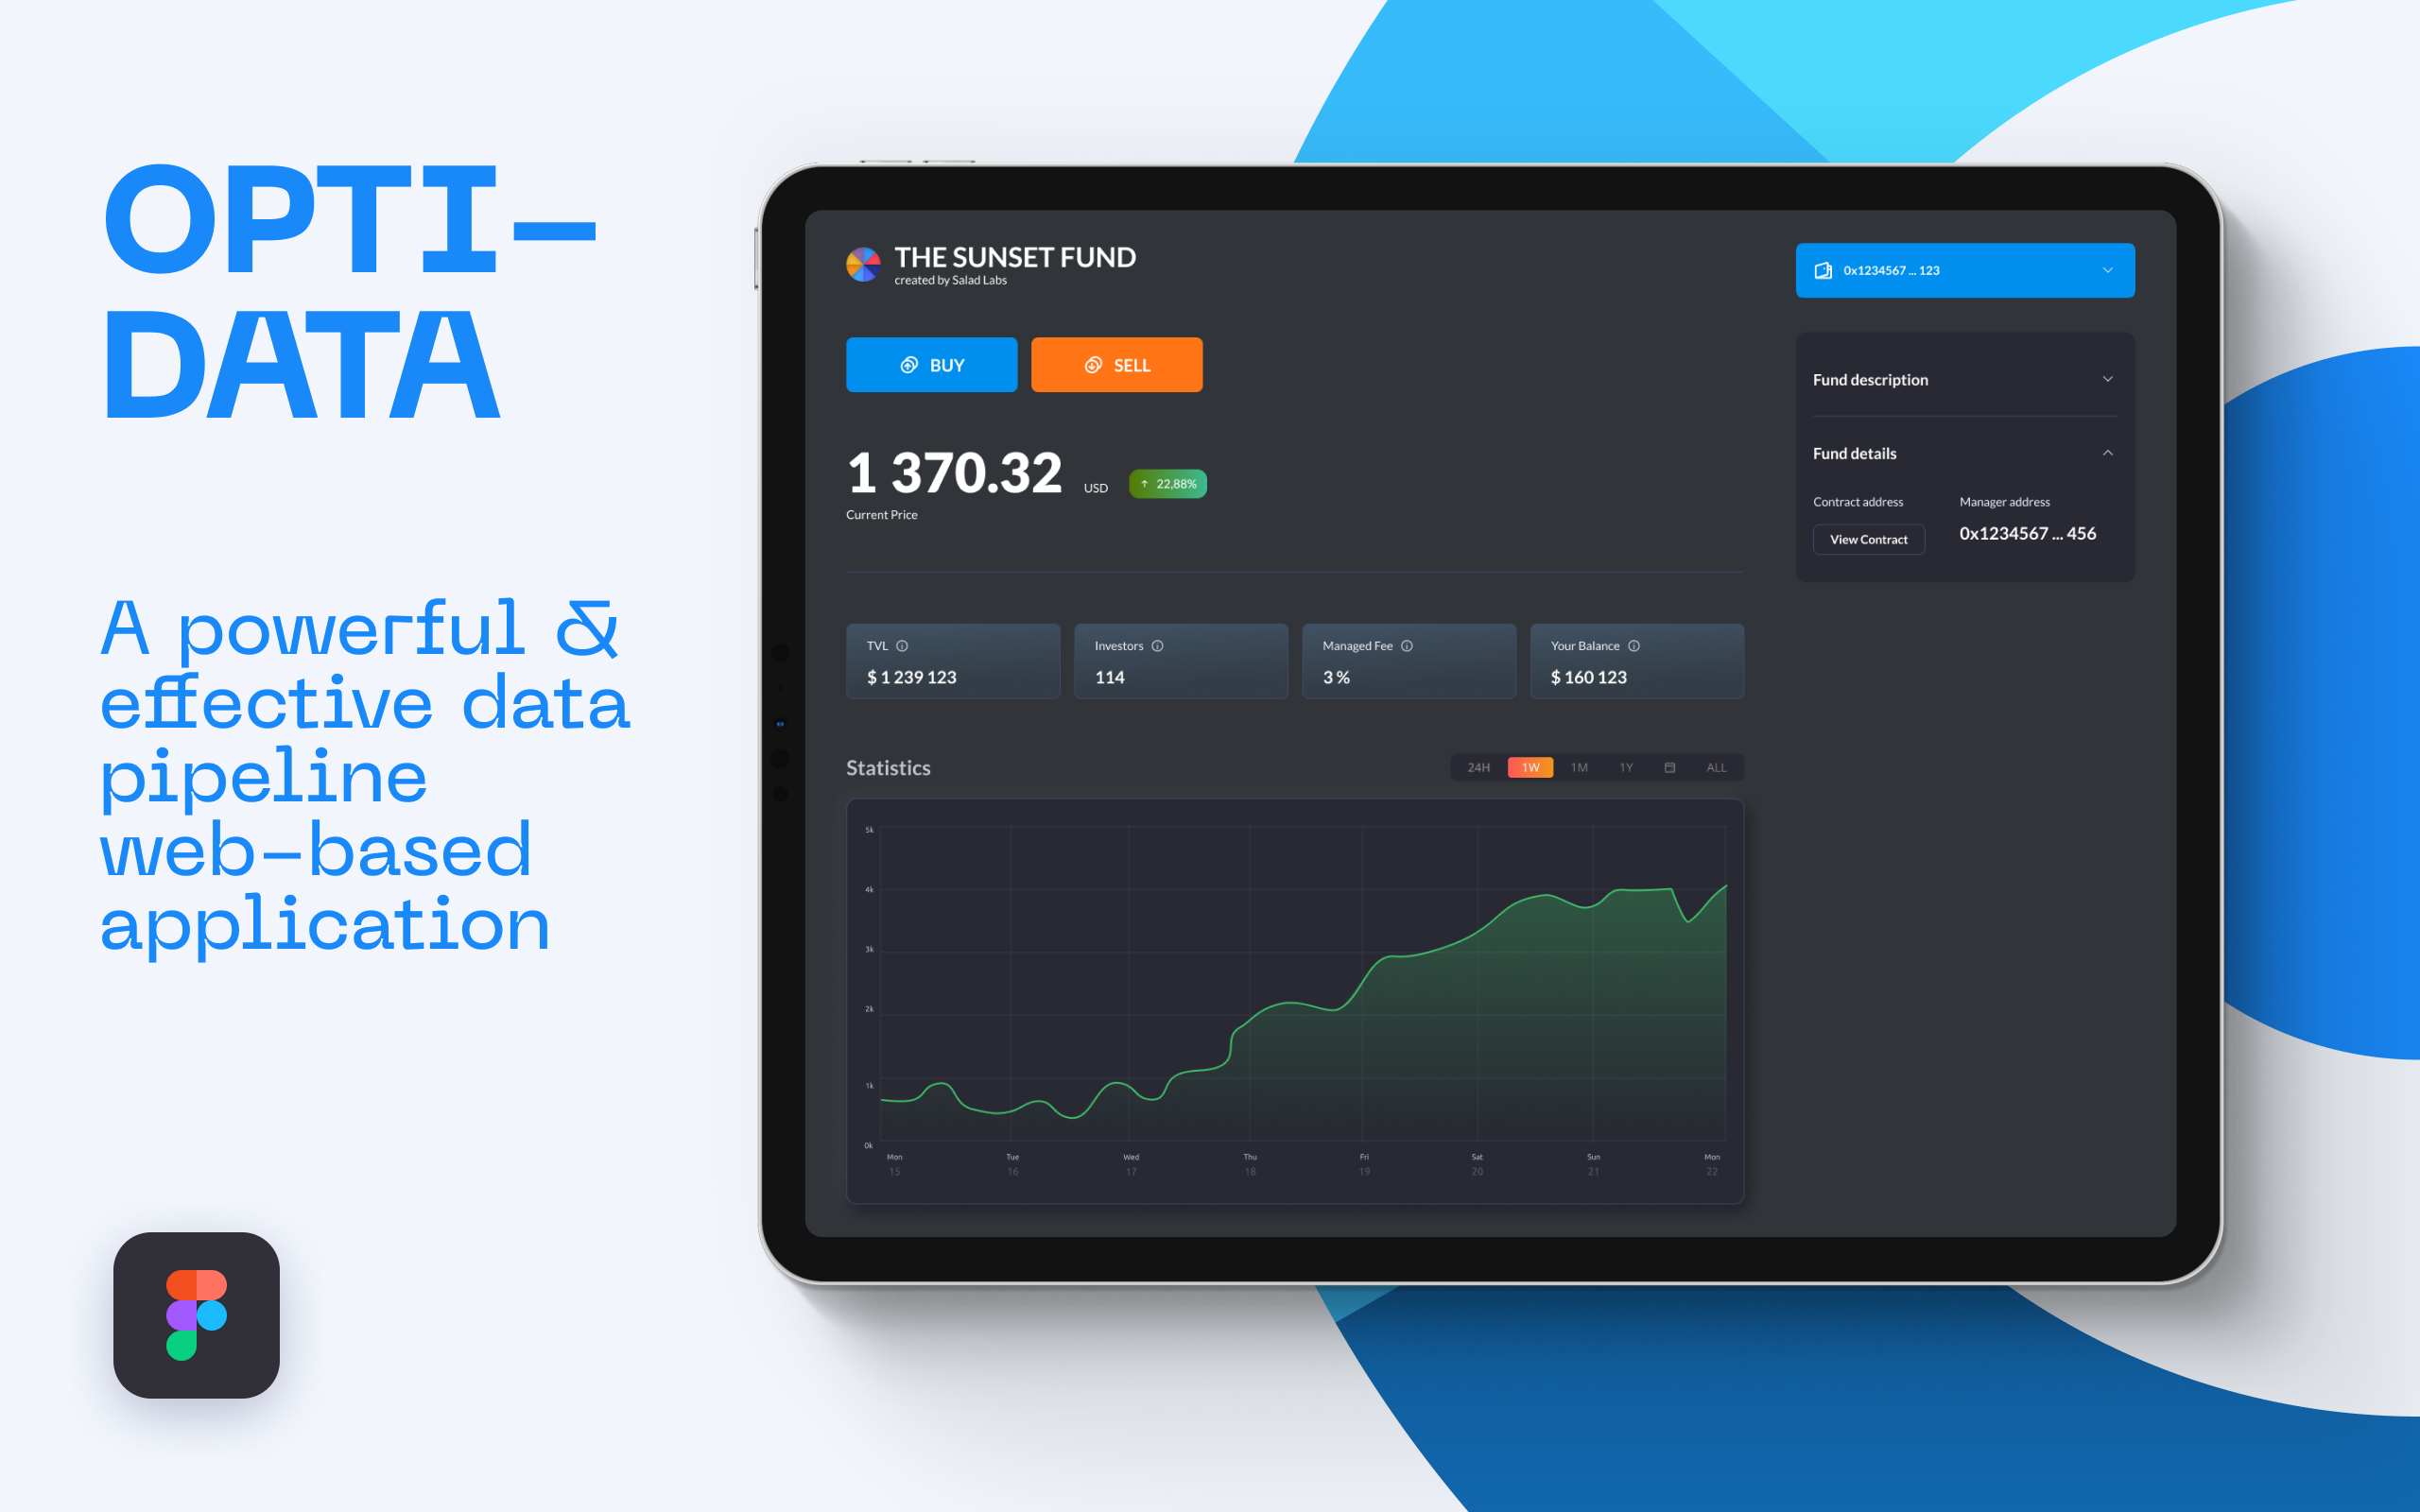 OPTI-
DATA
A powerful &
effective data
pipeline
web-based
application
THE SUNSET FUND
created by Salad Labs
BUY
SELL
1 370.32 USD ↑ 22,88%
Current Price
TVL
$ 1 239 123
Investors
114
Managed Fee
3 %
Your Balance
$ 160 123
Statistics
24H 1W 1M 1Y ALL
5k
4k
3k
2k
1k
0k
Mon Tue Wed Thu Fri Sat Sun Mon
15 16 17 18 19 20 21 22
0x1234567 ... 123
Fund description
Fund details
Contract address Manager address
View Contract 0x1234567 ... 456